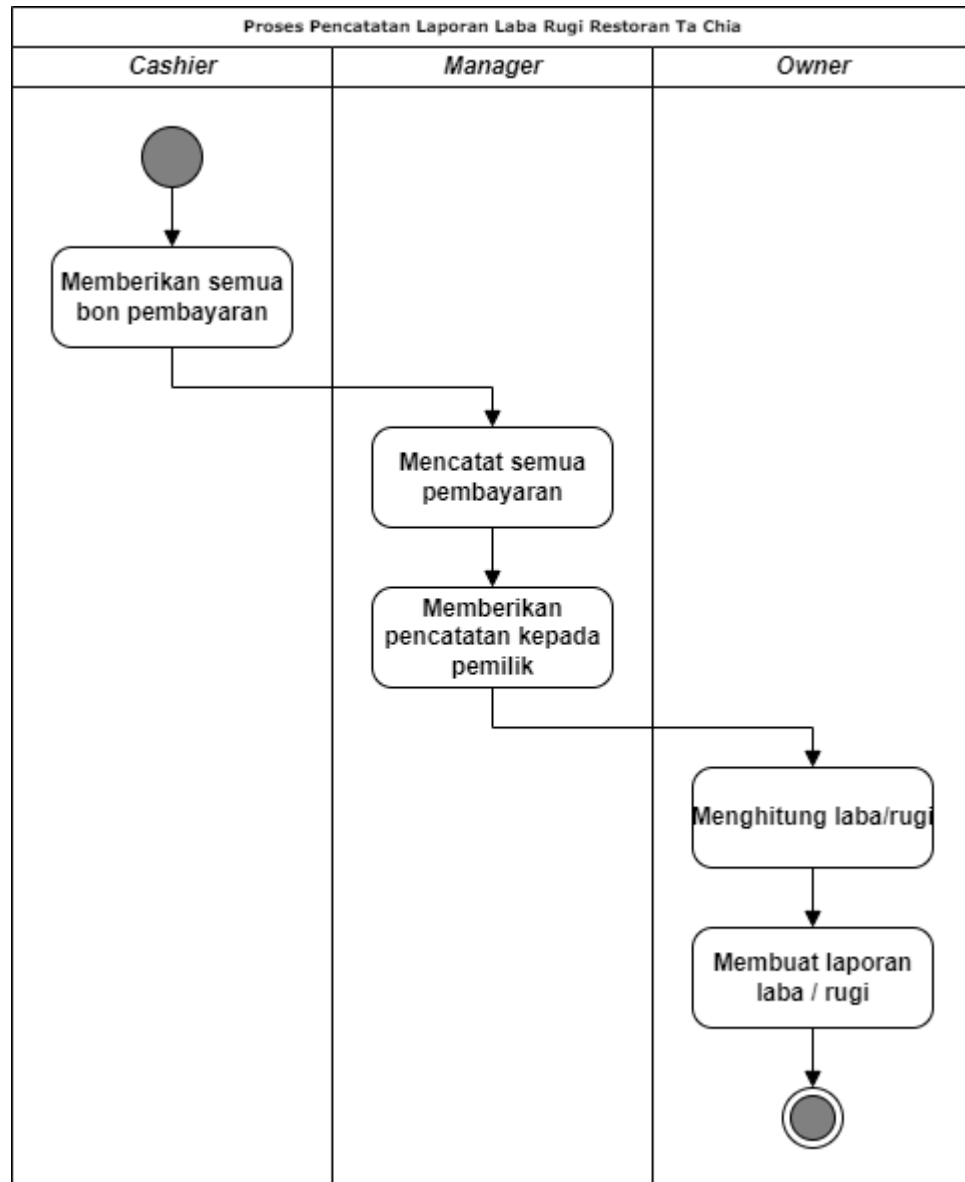 Proses Pencatatan Laporan Laba Rugi Restoran Ta Chia
Cashier
Manager
Owner
Memberikan semua
bon pembayaran
Mencatat semua
pembayaran
Memberikan
pencatatan kepada
pemilik
Menghitung laba/rugi
Membuat laporan
laba / rugi